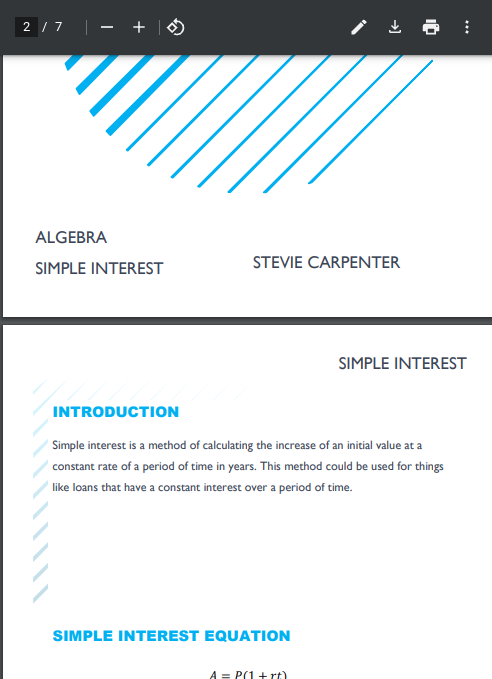 2 / 7
ALGEBRA
SIMPLE INTEREST
STEVIE CARPENTER
SIMPLE INTEREST
INTRODUCTION
Simple interest is a method of calculating the increase of an initial value at a
constant rate of a period of time in years. This method could be used for things
like loans that have a constant interest over a period of time.
SIMPLE INTEREST EQUATION
A = P(1 + rt)